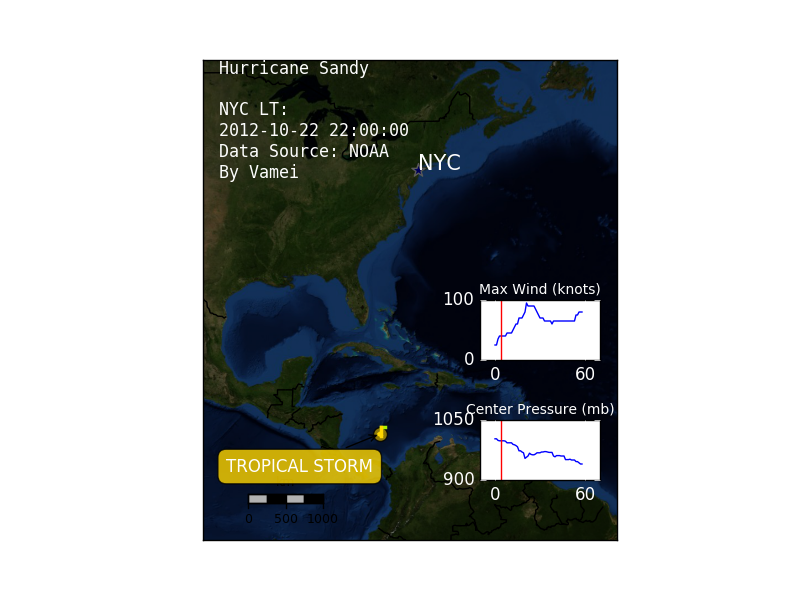 Hurricane Sandy
NYC LT:
2012-10-22 22:00:00
Data Source: NOAA
By Vamei
NYC
Max Wind (knots)
100
0
0 60
Center Pressure (mb)
1050
900
0 60
TROPICAL STORM
0 500 1000